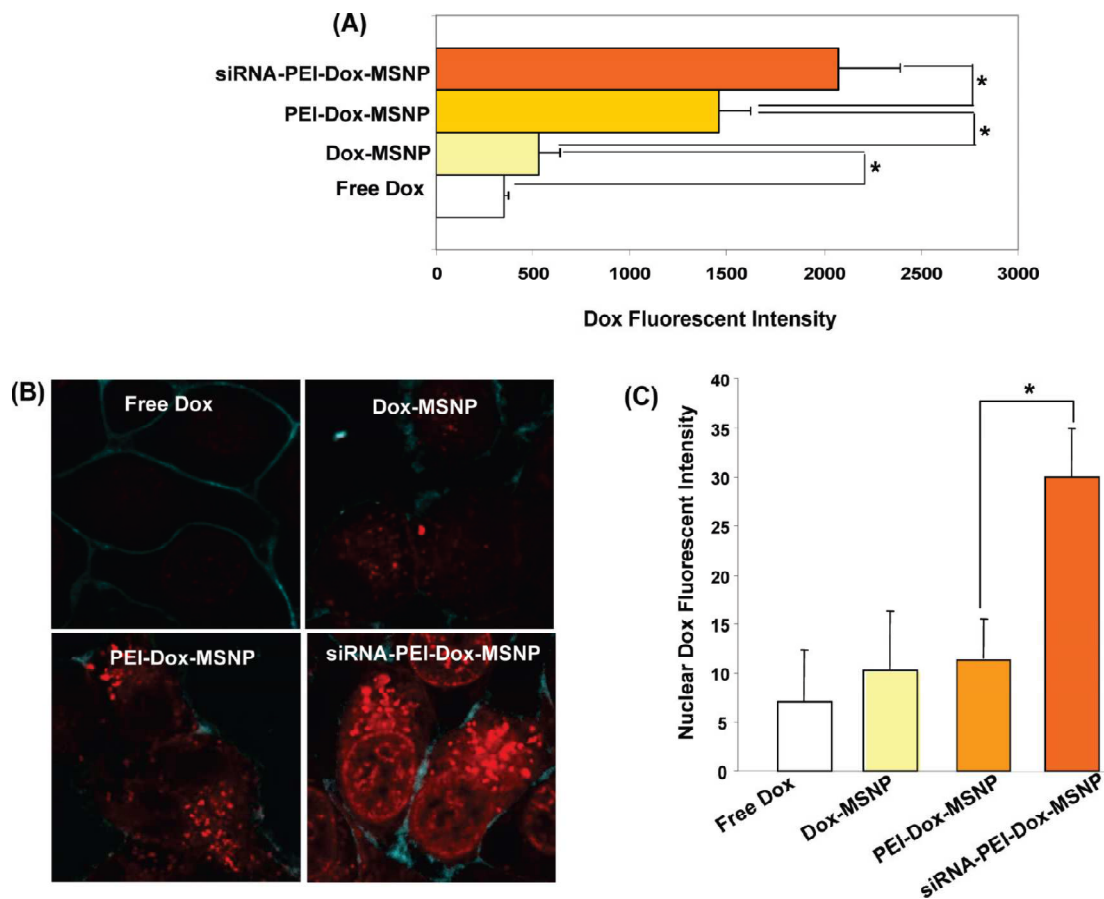 (A)
siRNA-PEI-Dox-MSNP
PEI-Dox-MSNP
Dox-MSNP
Free Dox
*
*
*
0 500 1000 1500 2000 2500 3000
Dox Fluorescent Intensity
(B)
Free Dox
Dox-MSNP
PEI-Dox-MSNP
siRNA-PEI-Dox-MSNP
(C)
Nuclear Dox Fluorescent Intensity
40
35
30
25
20
15
10
5
0
*
Free Dox
Dox-MSNP
PEI-Dox-MSNP
siRNA-PEI-Dox-MSNP